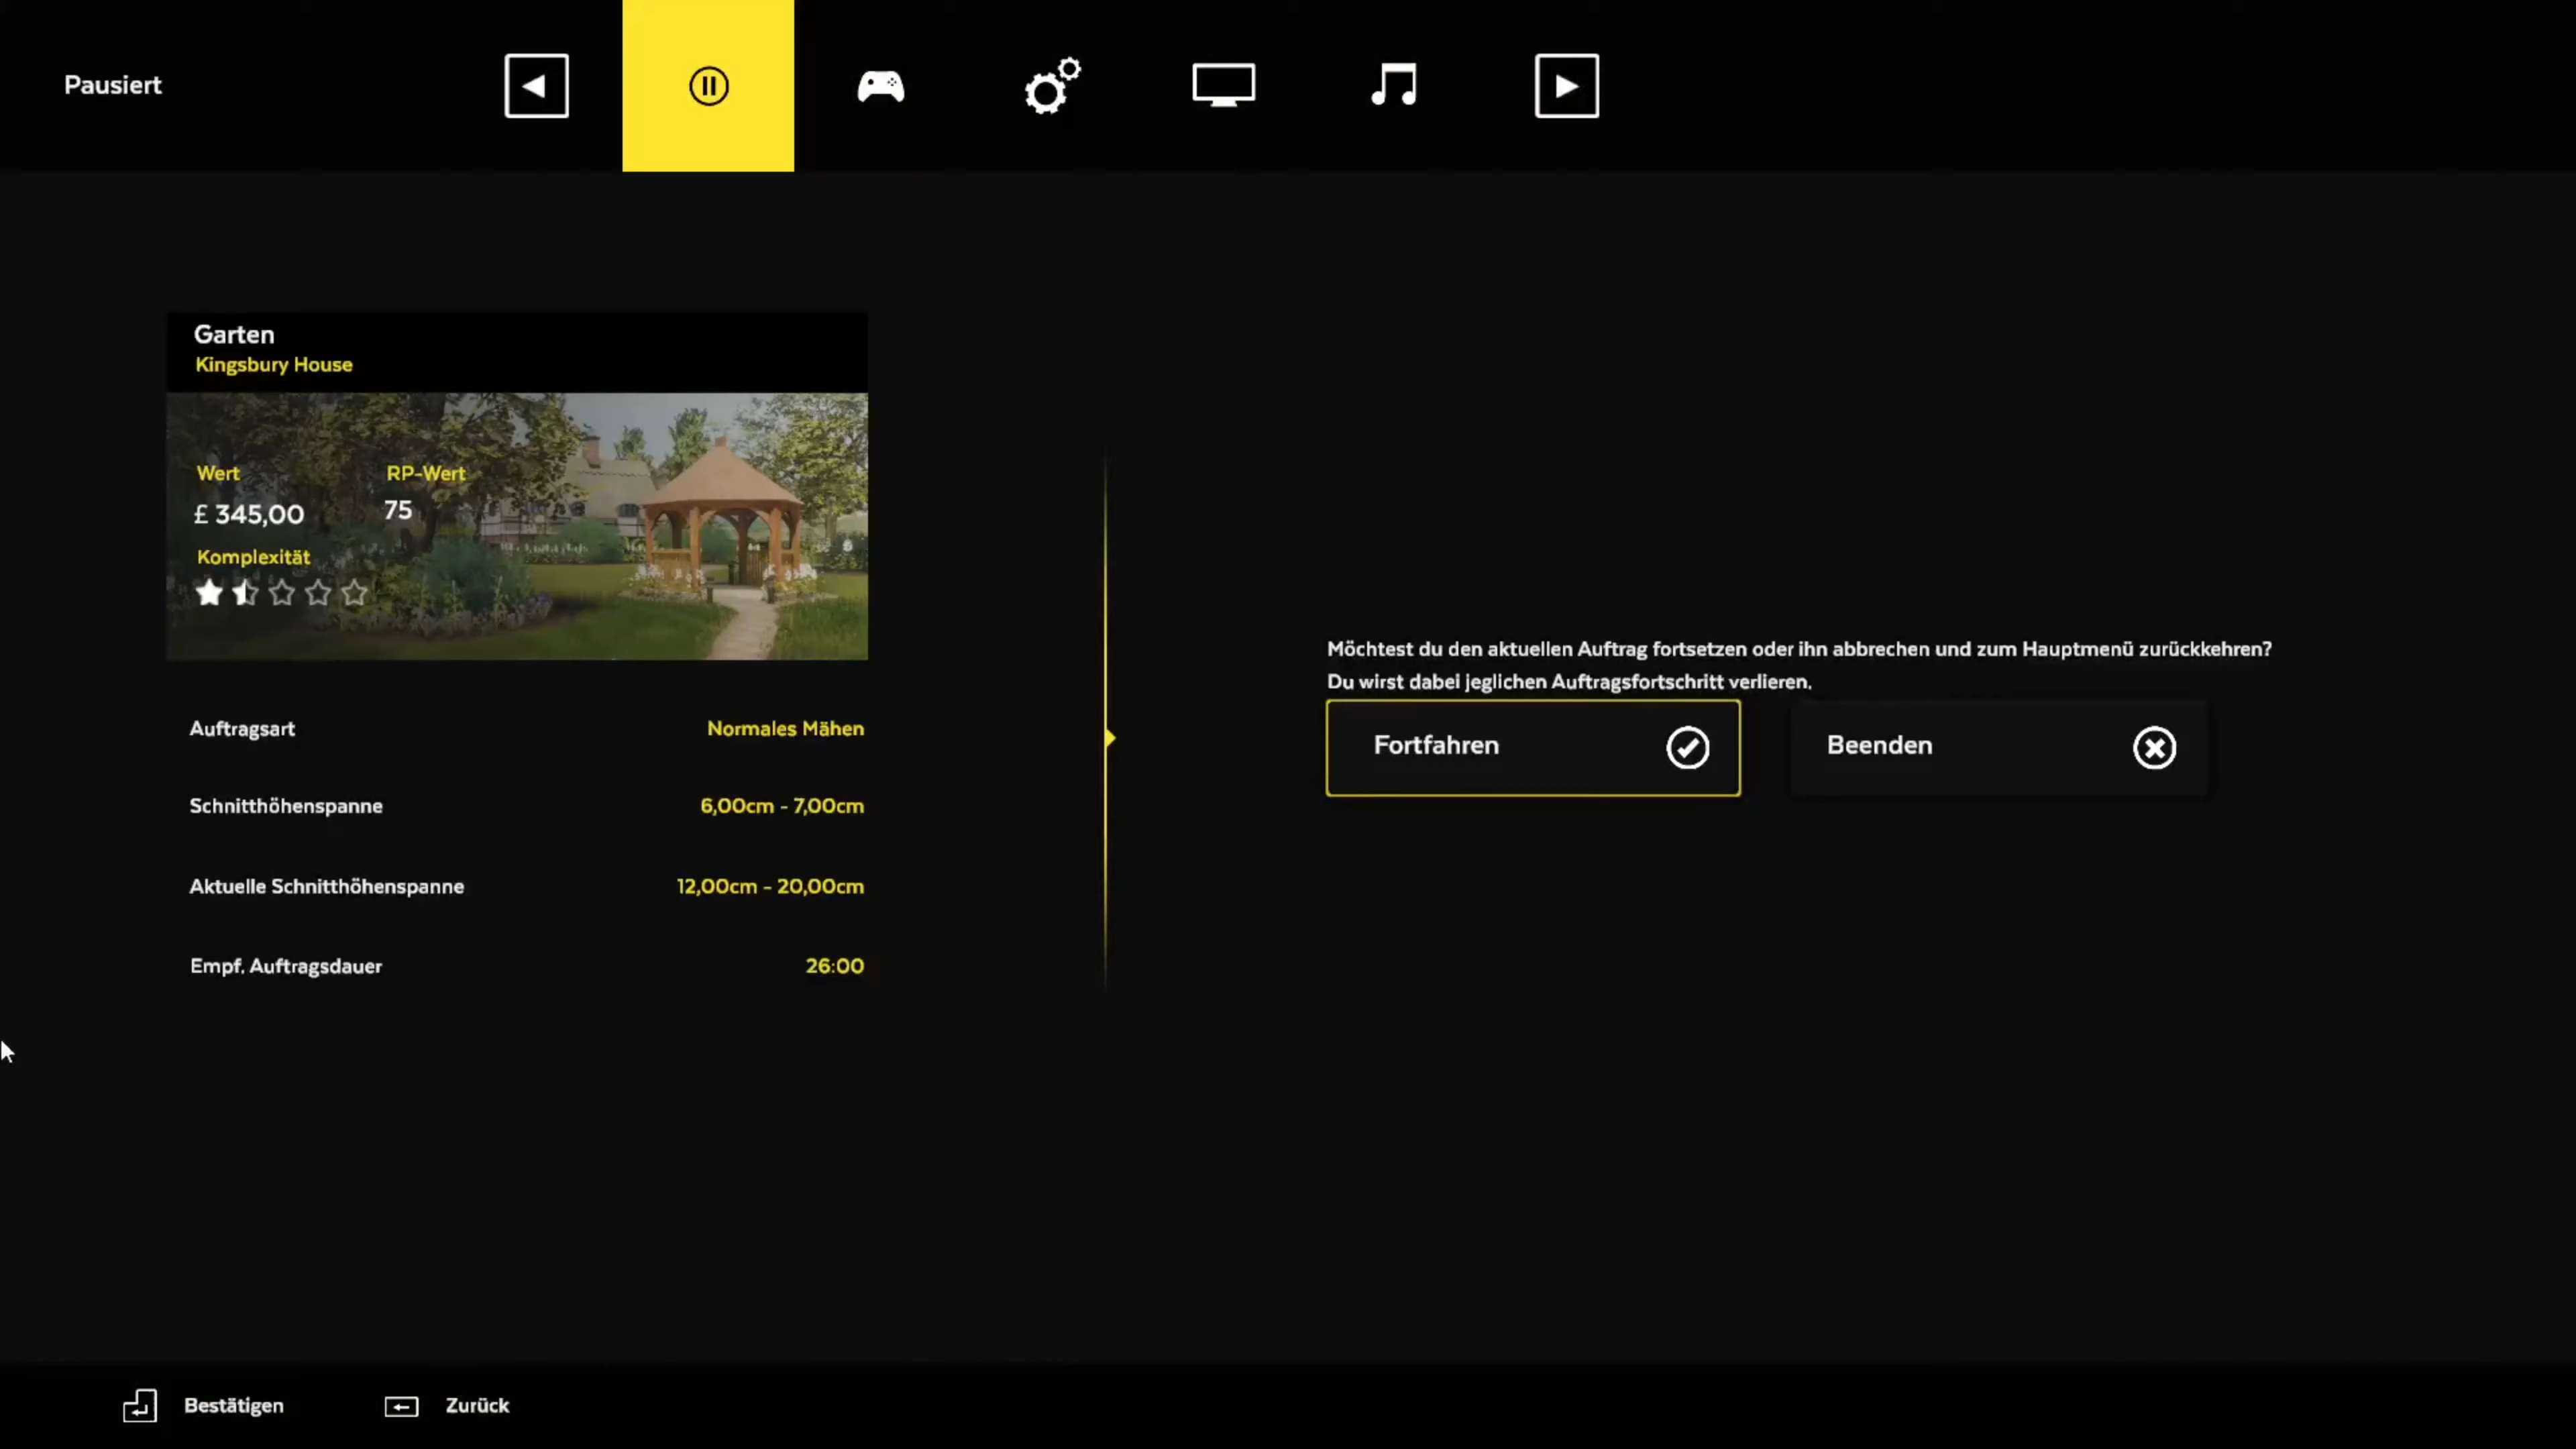 Pausiert
Garten
Kingsbury House
Wert
RP-Wert
£ 345,00
75
Komplexität
Auftragsart
Normales Mähen
Schnitthöhenspanne
6,00cm - 7,00cm
Aktuelle Schnitthöhenspanne
12,00cm - 20,00cm
Empf. Auftragsdauer
26:00
Möchtest du den aktuellen Auftrag fortsetzen oder ihn abbrechen und zum Hauptmenü zurückkehren?
Du wirst dabei jeglichen Auftragsfortschritt verlieren.
Fortfahren
Beenden
Bestätigen
Zurück